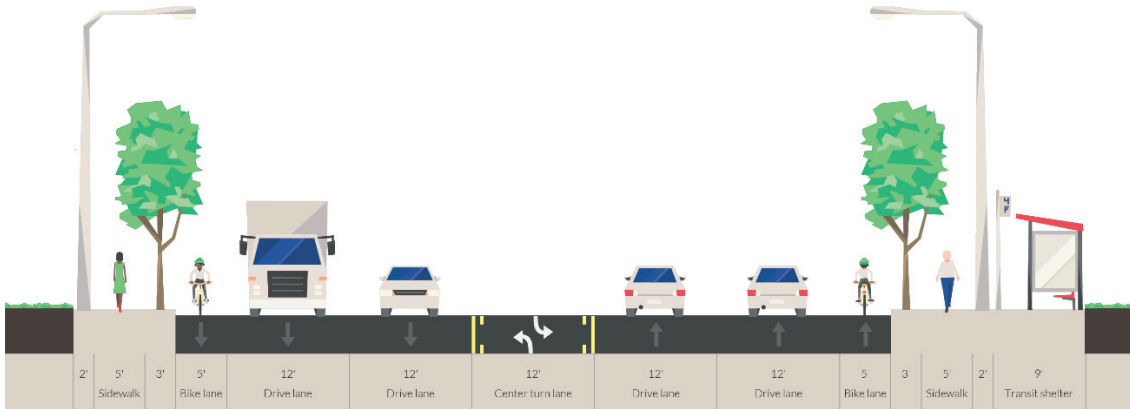 4
F
2' 5' 3' 5' 12' 12' 12' 12' 12' 5 3' 5' 2' 9'
Sidewalk Bike lane Drive lane Drive lane Center turn lane Drive lane Drive lane Bike lane Sidewalk Transit shelter